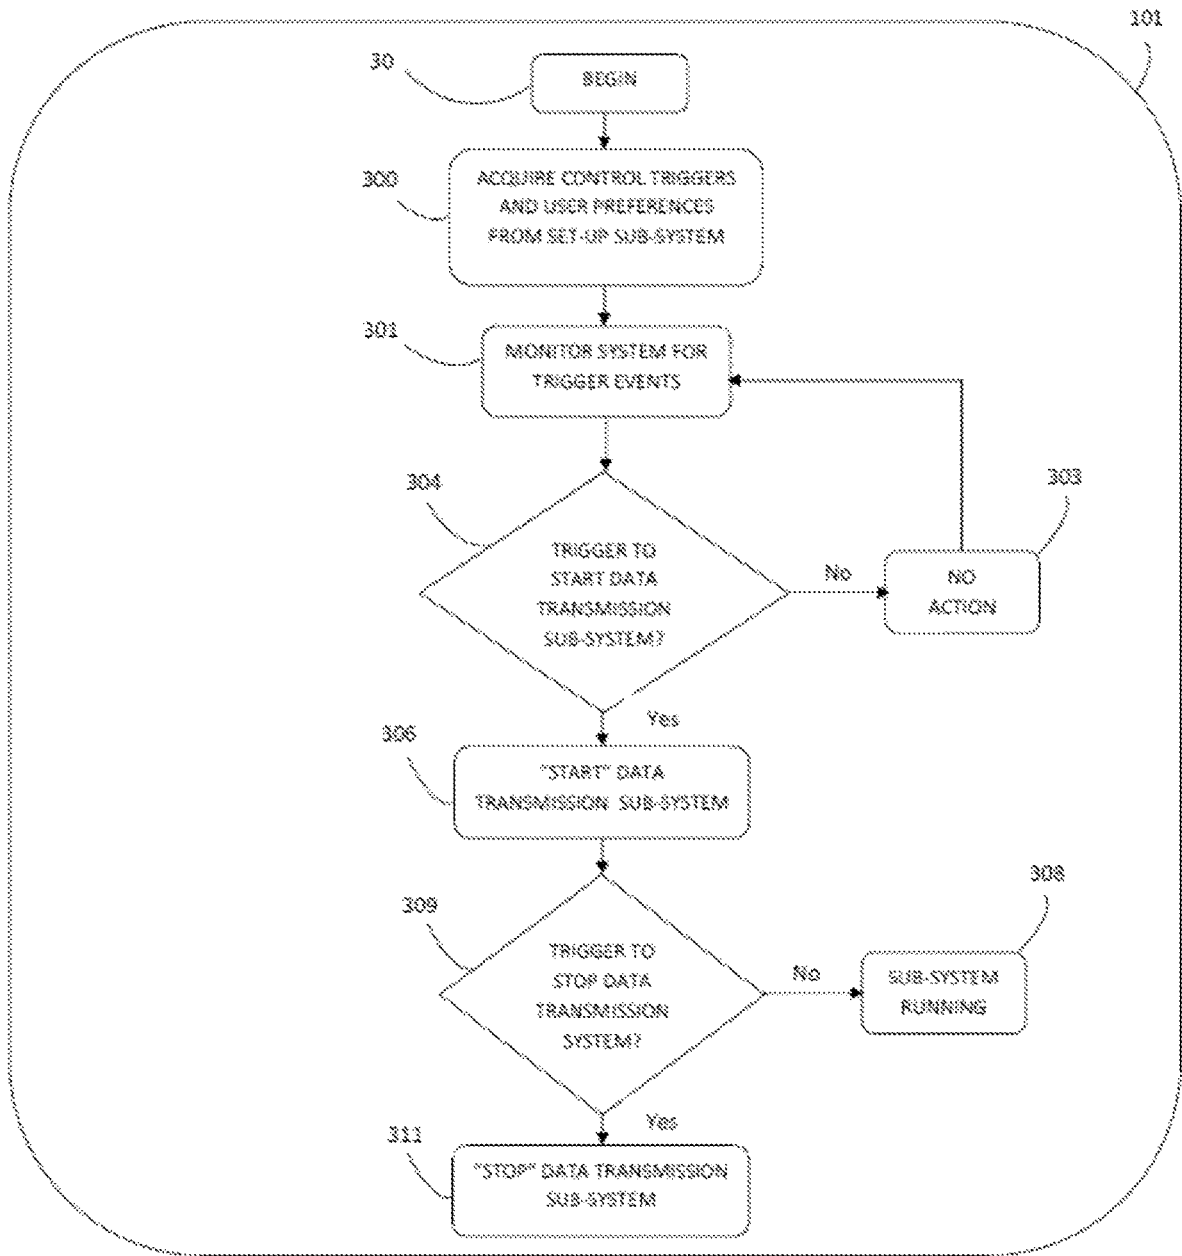 101
30
BEGIN
300
ACQUIRE CONTROL TRIGGERS
AND USER PREFERENCES
FROM SET-UP SUB-SYSTEM
301
MONITOR SYSTEM FOR
TRIGGER EVENTS
304
TRIGGER TO
START DATA
TRANSMISSION
SUB-SYSTEM?
No
303
NO
ACTION
Yes
306
"START" DATA
TRANSMISSION SUB-SYSTEM
309
TRIGGER TO
STOP DATA
TRANSMISSION
SYSTEM?
No
308
SUB-SYSTEM
RUNNING
Yes
311
"STOP" DATA TRANSMISSION
SUB-SYSTEM